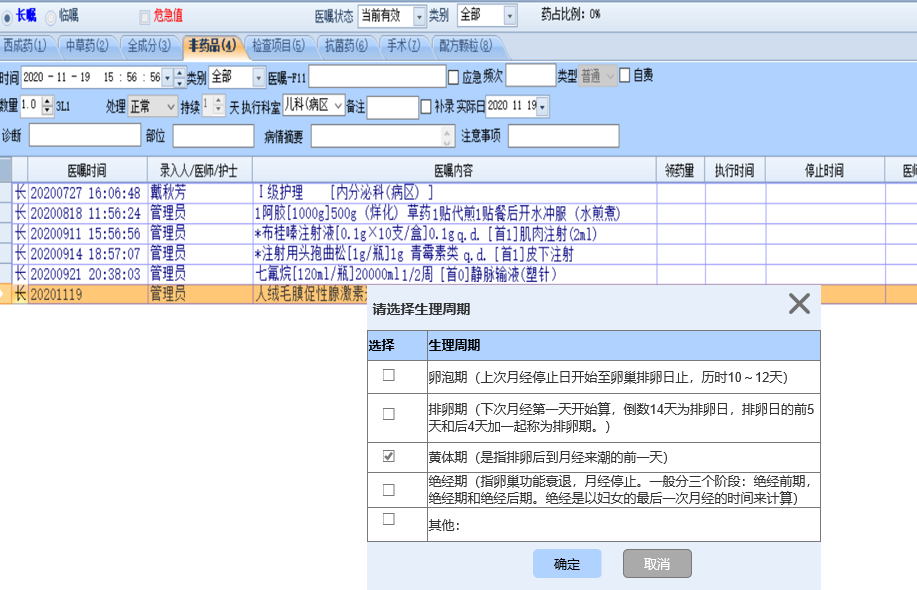 长嘱 临嘱 危急值 医嘱状态 当前有效 类别 全部 药占比例: 0%
西成药(1) 中草药(2) 全成分(3) 非药品(4) 检查项目(5) 抗菌药(6) 手术(7) 配方颗粒(8)
时间 2020-11-19 15:56:56 类别 全部 医嘱-F11 应急 频次 类型 普通 自费
数量 1.0 3L1 处理 正常 持续 1 天 执行科室 儿科(病区 备注 补录 实际日 2020 11 19
诊断 部位 病情摘要 注意事项
医嘱时间 录入人/医师/护士 医嘱内容 领药量 执行时间 停止时间 医师
长 20200727 16:06:48 戴秋芳 Ⅰ级护理 [内分泌科(病区) ]
长 20200818 11:56:24 管理员 1阿胶[1000g]500g (烊化) 草药1贴代煎1贴餐后开水冲服 (水煎煮)
长 20200911 15:56:56 管理员 *布桂嗪注射液[0.1g×10支/盒]0.1g q.d. [首1]肌肉注射(2ml)
长 20200914 18:57:07 管理员 *注射用头孢曲松[1g/瓶]1g 青霉素类 q.d. [首1]皮下注射
长 20200921 20:38:03 管理员 七氟烷[120ml/瓶]20000ml 1/2周 [首0]静脉输液(塑针)
长 20201119 管理员 人绒毛膜促性腺激素
请选择生理周期
选择 生理周期
卵泡期（上次月经停止日开始至卵巢排卵日止，历时10～12天）
排卵期（下次月经第一天开始算，倒数14天为排卵日，排卵日的前5
天和后4天加一起称为排卵期。）
黄体期（是指排卵后到月经来潮的前一天）
绝经期（指卵巢功能衰退，月经停止。一般分三个阶段：绝经前期，
绝经期和绝经后期。绝经是以妇女的最后一次月经的时间来计算）
其他：
确定 取消